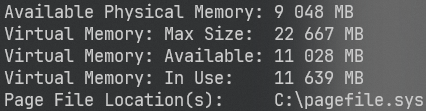 Available Physical Memory: 9 048 MB
Virtual Memory: Max Size:  22 667 MB
Virtual Memory: Available: 11 028 MB
Virtual Memory: In Use:    11 639 MB
Page File Location(s):     C:\pagefile.sys